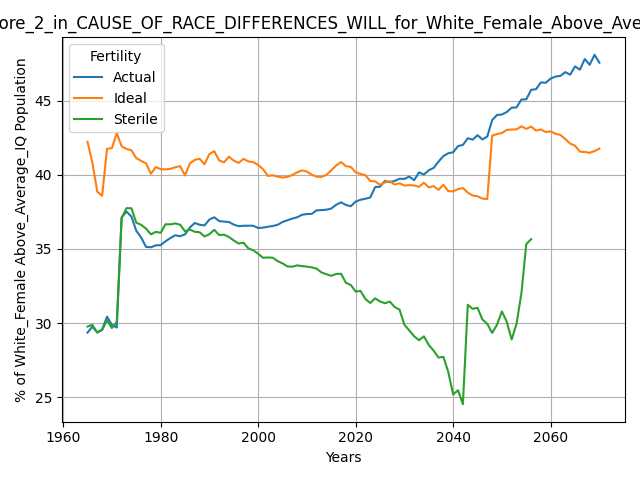 ore_2_in_CAUSE_OF_RACE_DIFFERENCES_WILL_for_White_Female_Above_Ave
% of White_Female Above_Average_IQ Population
Fertility
Actual
Ideal
Sterile
45
40
35
30
25
1960
1980
2000
2020
2040
2060
Years